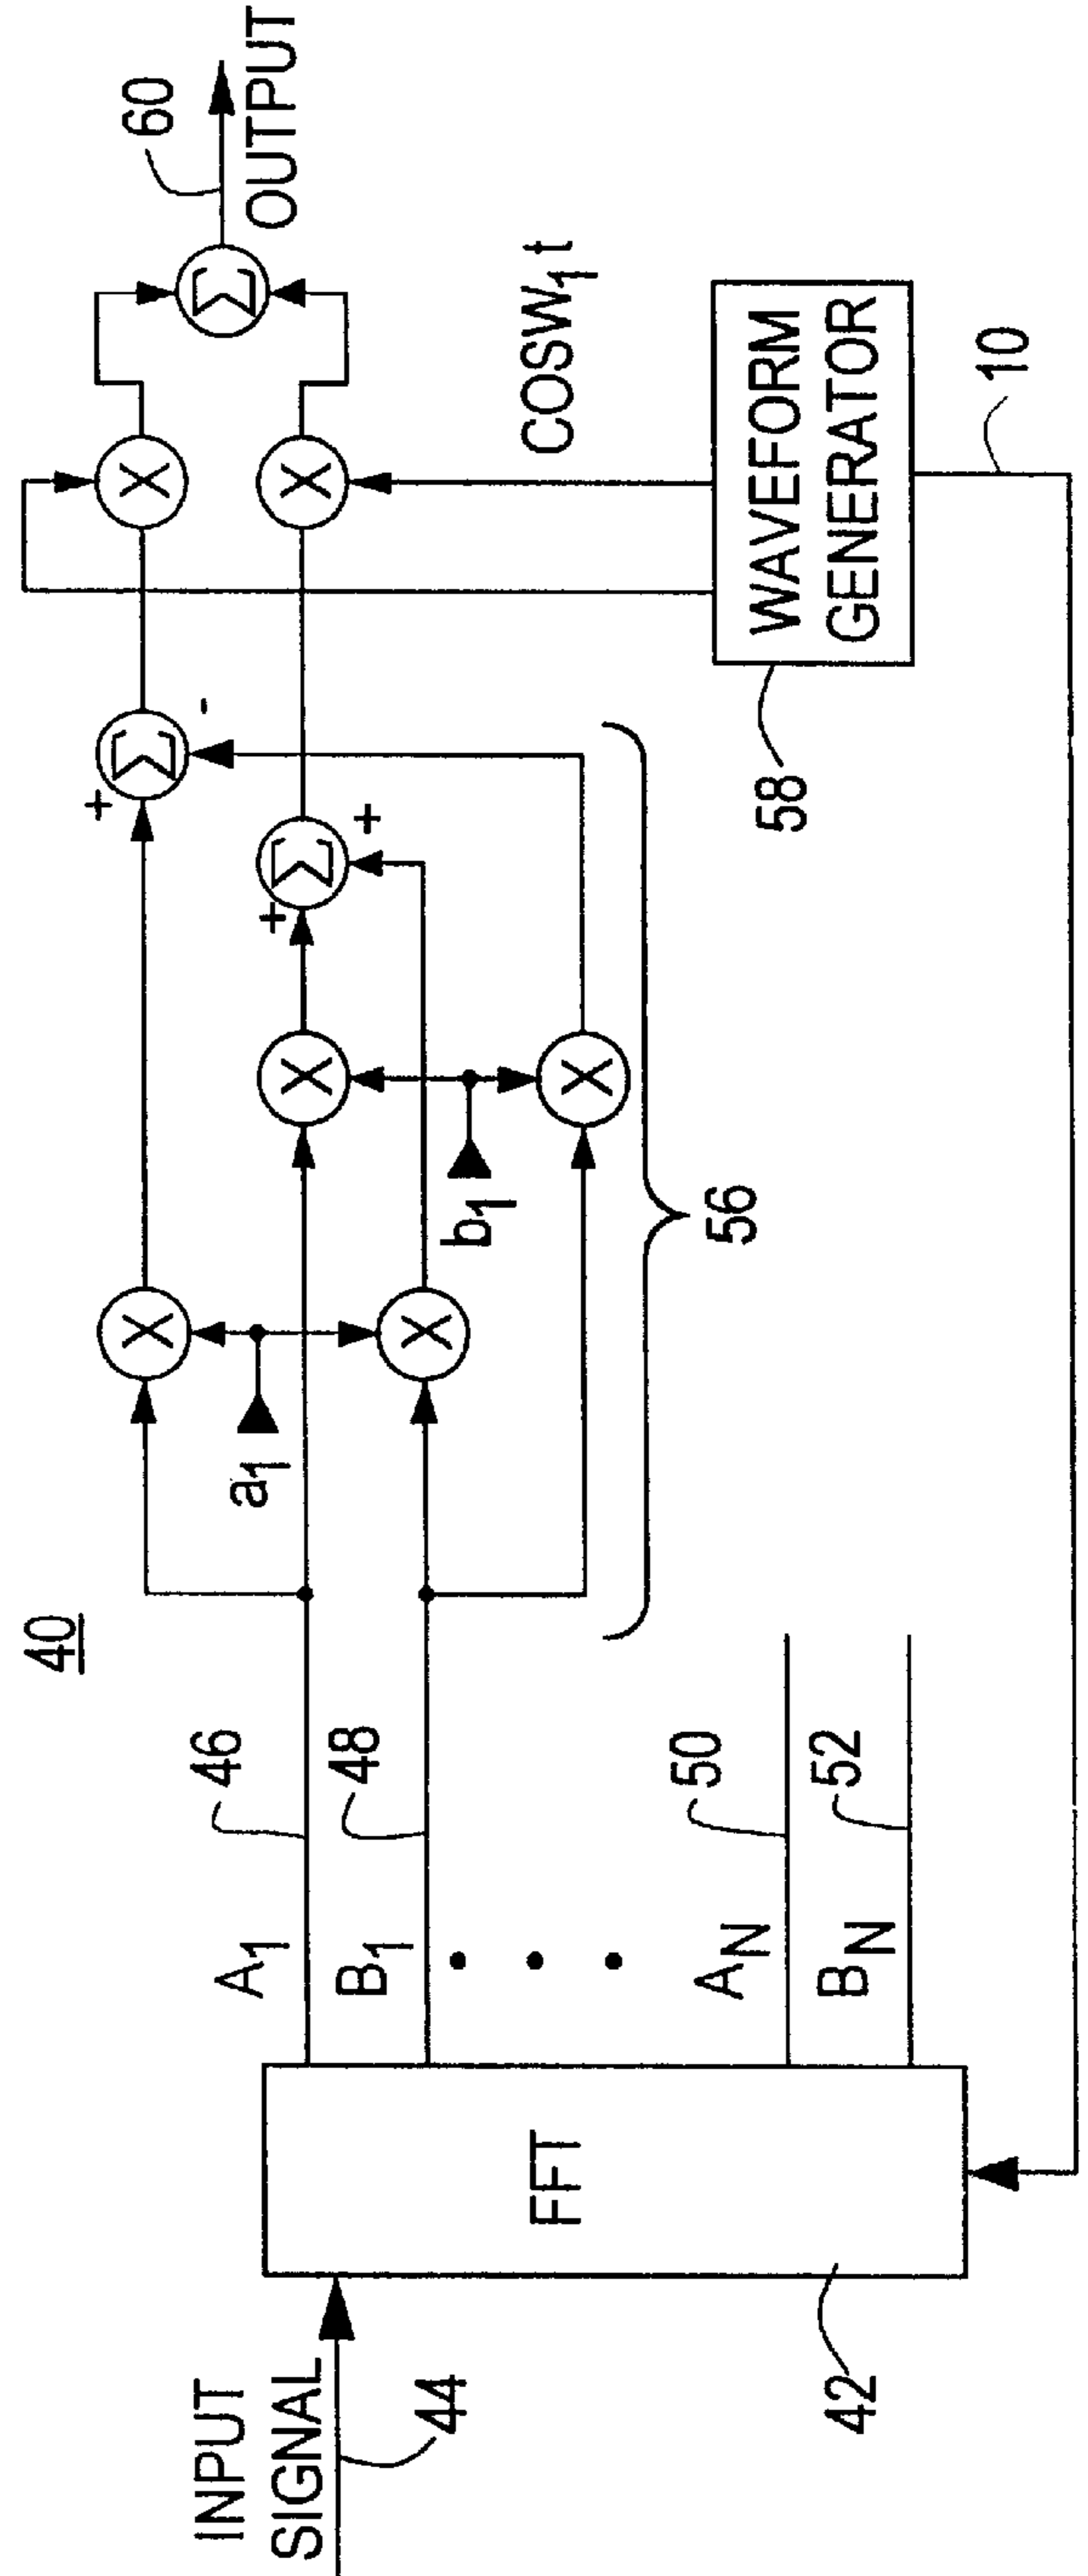 40
INPUT
SIGNAL
44
FFT
42
A1
46
B1
48
AN
50
BN
52
a1
X
X
b1
X
X
56
+
Σ
+
+
Σ
-
X
X
COSW1t
WAVEFORM
GENERATOR
58
10
Σ
60
OUTPUT